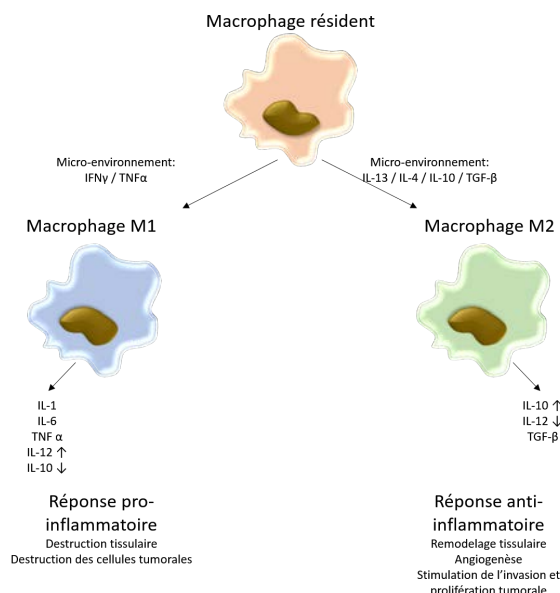 Macrophage résident
Micro-environnement:
IFNγ / TNFα
Micro-environnement:
IL-13 / IL-4 / IL-10 / TGF-β
Macrophage M1
Macrophage M2
IL-1
IL-6
TNF α
IL-12 ↑
IL-10 ↓
IL-10 ↑
IL-12 ↓
TGF-β
Réponse pro-
inflammatoire
Destruction tissulaire
Destruction des cellules tumorales
Réponse anti-
inflammatoire
Remodelage tissulaire
Angiogenèse
Stimulation de l’invasion et
prolifération tumorale